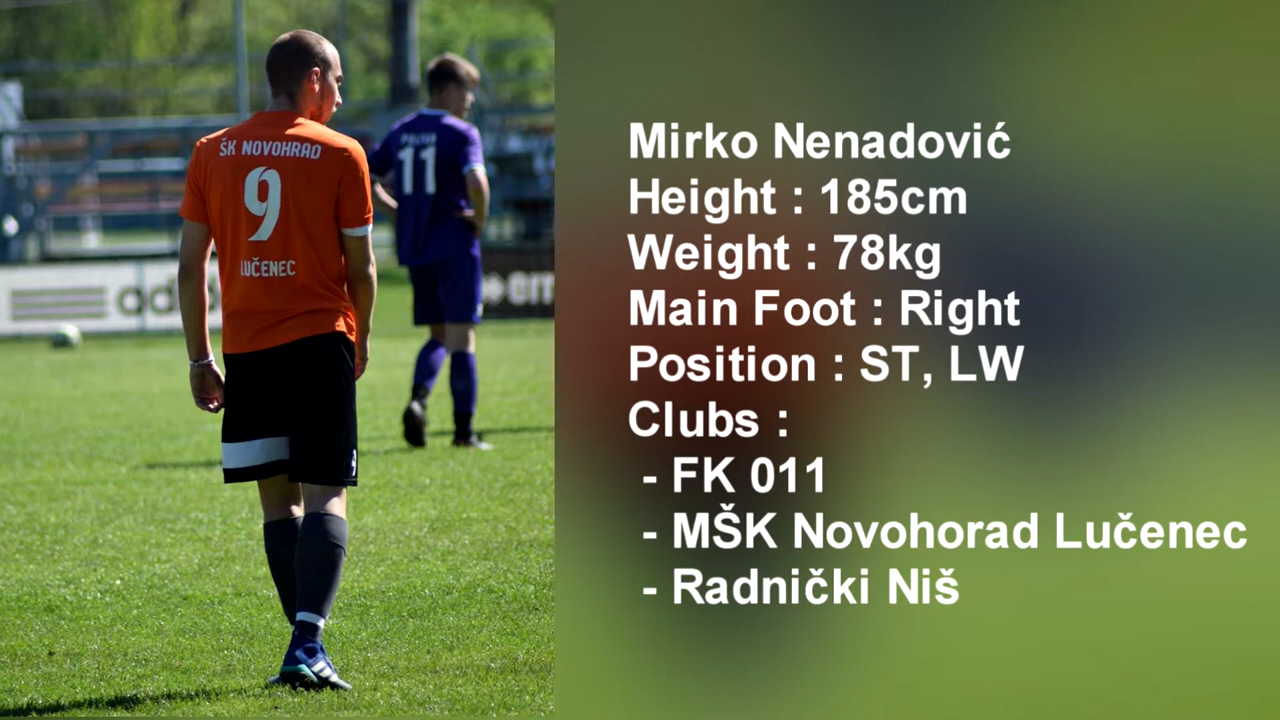 ŠK NOVOHRAD
9
LUČENEC
11
Mirko Nenadović
Height : 185cm
Weight : 78kg
Main Foot : Right
Position : ST, LW
Clubs :
- FK 011
- MŠK Novohorad Lučenec
- Radnički Niš